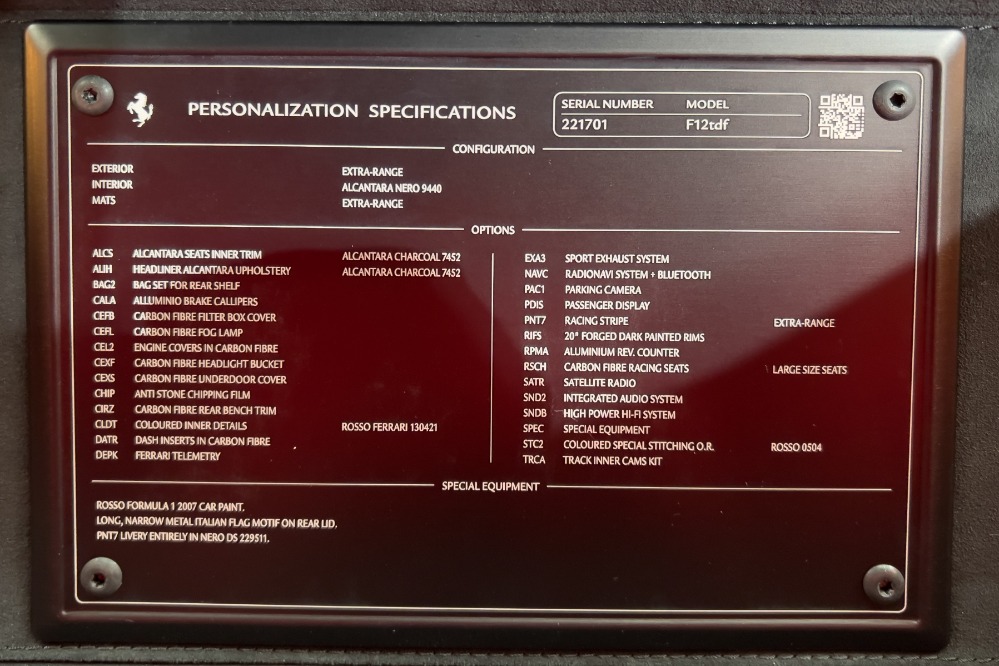 PERSONALIZATION SPECIFICATIONS
SERIAL NUMBER MODEL
221701 F12tdf
CONFIGURATION
EXTERIOR EXTRA-RANGE
INTERIOR ALCANTARA NERO 9440
MATS EXTRA-RANGE
OPTIONS
ALCS ALCANTARA SEATS INNER TRIM ALCANTARA CHARCOAL 7452
ALIH HEADLINER ALCANTARA UPHOLSTERY ALCANTARA CHARCOAL 7452
BAG2 BAG SET FOR REAR SHELF
CALA ALLUMINIO BRAKE CALLIPERS
CEFB CARBON FIBRE FILTER BOX COVER
CEFL CARBON FIBRE FOG LAMP
CEL2 ENGINE COVERS IN CARBON FIBRE
CEXF CARBON FIBRE HEADLIGHT BUCKET
CEXS CARBON FIBRE UNDERDOOR COVER
CHIP ANTI STONE CHIPPING FILM
CIRZ CARBON FIBRE REAR BENCH TRIM
CLDT COLOURED INNER DETAILS ROSSO FERRARI 130421
DATR DASH INSERTS IN CARBON FIBRE
DEPK FERRARI TELEMETRY
EXA3 SPORT EXHAUST SYSTEM
NAVC RADIONAVI SYSTEM + BLUETOOTH
PAC1 PARKING CAMERA
PDIS PASSENGER DISPLAY
PNT7 RACING STRIPE EXTRA-RANGE
RIFS 20" FORGED DARK PAINTED RIMS
RPMA ALUMINIUM REV. COUNTER
RSCH CARBON FIBRE RACING SEATS LARGE SIZE SEATS
SATR SATELLITE RADIO
SND2 INTEGRATED AUDIO SYSTEM
SNDB HIGH POWER HI-FI SYSTEM
SPEC SPECIAL EQUIPMENT
STC2 COLOURED SPECIAL STITCHING O.R. ROSSO 0504
TRCA TRACK INNER CAMS KIT
SPECIAL EQUIPMENT
ROSSO FORMULA 1 2007 CAR PAINT.
LONG, NARROW METAL ITALIAN FLAG MOTIF ON REAR LID.
PNT7 LIVERY ENTIRELY IN NERO DS 229511.